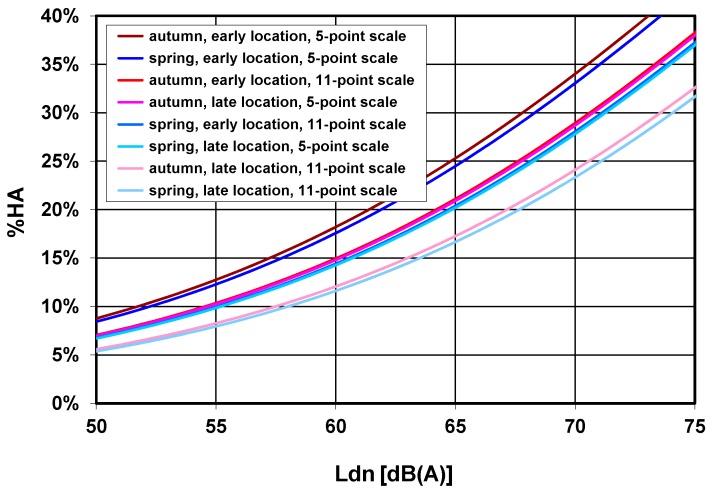 40%
35%
30%
25%
20%
15%
10%
5%
0%
%HA
autumn, early location, 5-point scale
spring, early location, 5-point scale
autumn, early location, 11-point scale
autumn, late location, 5-point scale
spring, early location, 11-point scale
spring, late location, 5-point scale
autumn, late location, 11-point scale
spring, late location, 11-point scale
50 55 60 65 70 75
Ldn [dB(A)]